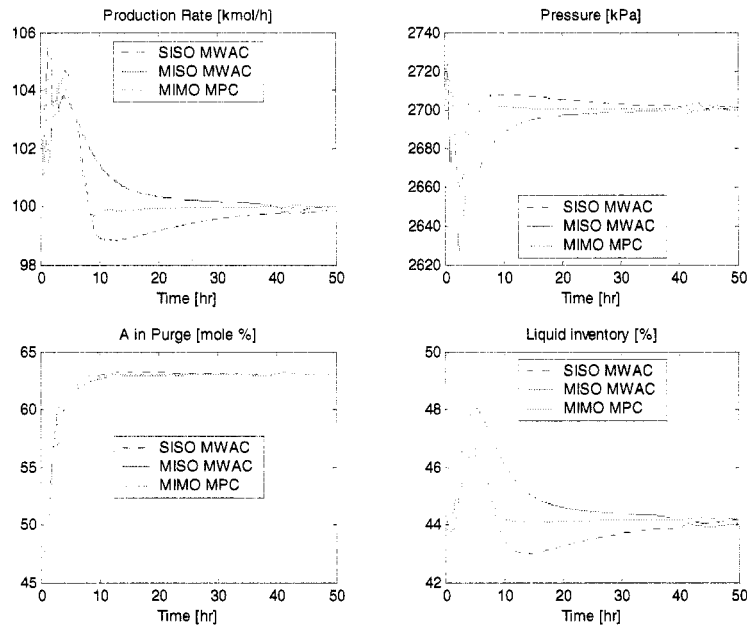 Production Rate [kmol/h]
106
104
102
100
98
0
10
20
30
40
50
Time [hr]
SISO MWAC
MISO MWAC
MIMO MPC
Pressure [kPa]
2740
2720
2700
2680
2660
2640
2620
0
10
20
30
40
50
Time [hr]
SISO MWAC
MISO MWAC
MIMO MPC
A in Purge [mole %]
65
60
55
50
45
0
10
20
30
40
50
Time [hr]
SISO MWAC
MISO MWAC
MIMO MPC
Liquid inventory [%]
50
48
46
44
42
0
10
20
30
40
50
Time [hr]
SISO MWAC
MISO MWAC
MIMO MPC